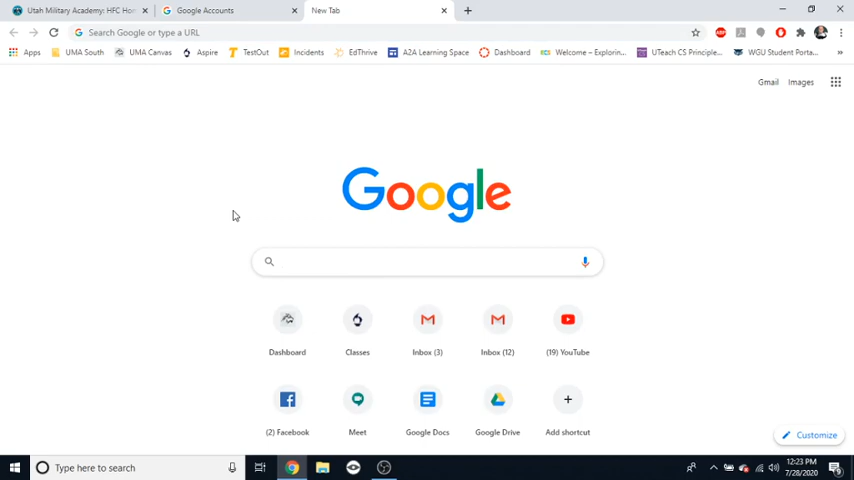 Utah Military Academy: HFC Hom
Google Accounts
New Tab
Search Google or type a URL
Apps
UMA South
UMA Canvas
Aspire
TestOut
Incidents
EdThrive
A2A Learning Space
Dashboard
Welcome – Explorin...
UTeach CS Principle...
WGU Student Porta...
»
Gmail
Images
Google
Dashboard
Classes
Inbox (3)
Inbox (12)
(19) YouTube
(2) Facebook
Meet
Google Docs
Google Drive
Add shortcut
Customize
Type here to search
12:23 PM
7/28/2020